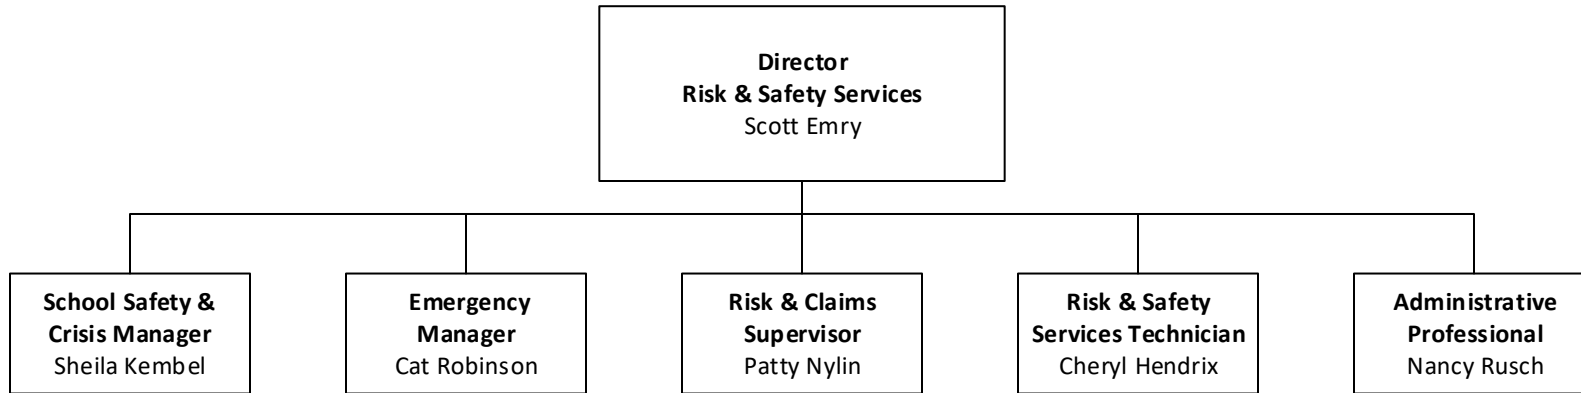 Director
Risk & Safety Services
Scott Emry
School Safety &
Crisis Manager
Sheila Kembel
Emergency
Manager
Cat Robinson
Risk & Claims
Supervisor
Patty Nylin
Risk & Safety
Services Technician
Cheryl Hendrix
Administrative
Professional
Nancy Rusch